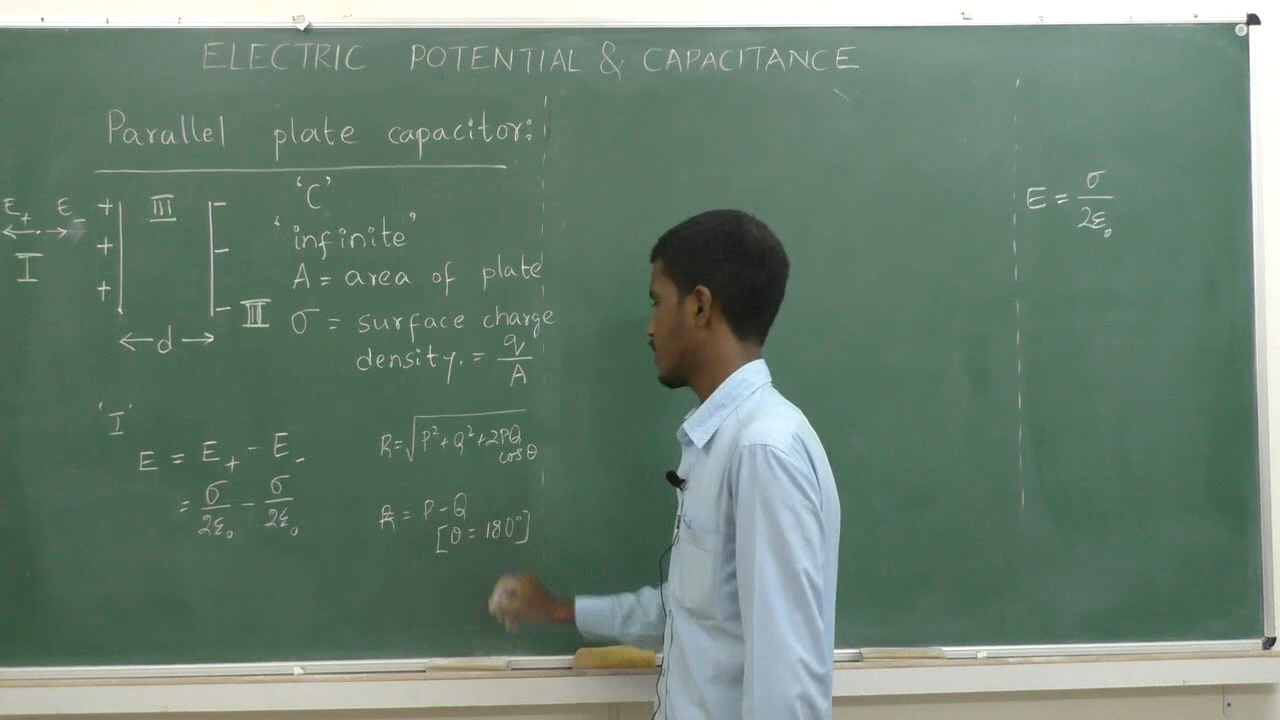 ELECTRIC POTENTIAL & CAPACITANCE
Parallel plate capacitor:
E₊ E₋
I
+ + +
III
- - -
III
←d→
'C'
'infinite'
A = area of plate
σ = surface charge
density. = q/A
'I'
E = E₊ - E₋
= σ/2ε₀ - σ/2ε₀
R = √P² + Q² + 2PQ
cosθ
R = P - Q
[θ = 180°]
E = σ/2ε₀